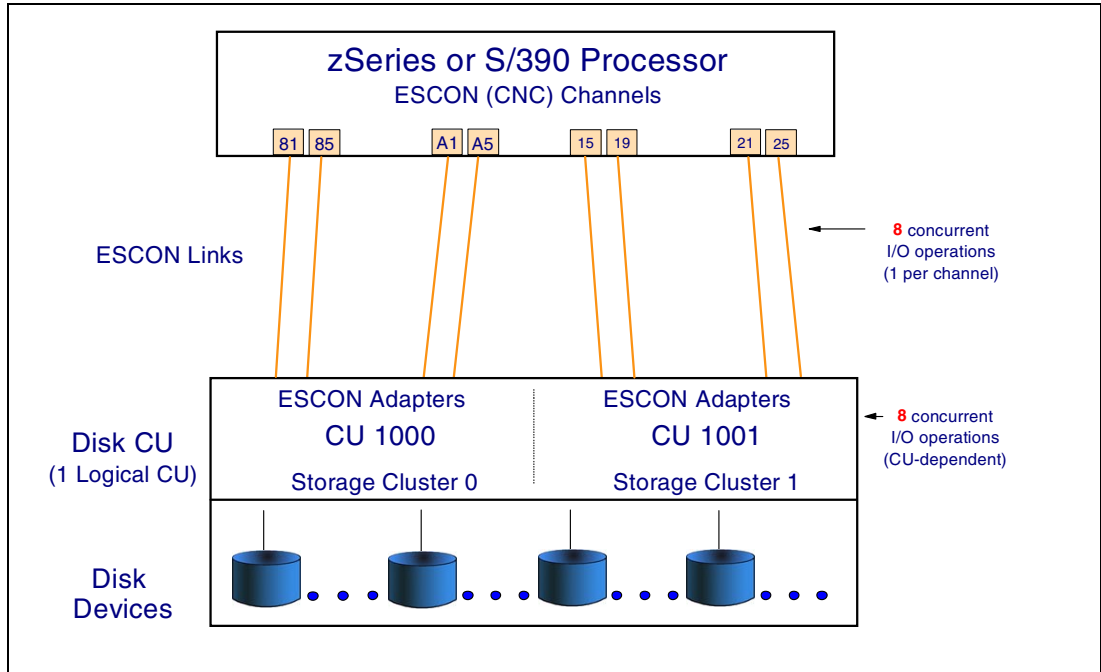 zSeries or S/390 Processor
ESCON (CNC) Channels
81 85 A1 A5 15 19 21 25
ESCON Links
8 concurrent
I/O operations
(1 per channel)
ESCON Adapters
CU 1000
Storage Cluster 0
ESCON Adapters
CU 1001
Storage Cluster 1
Disk CU
(1 Logical CU)
8 concurrent
I/O operations
(CU-dependent)
Disk
Devices